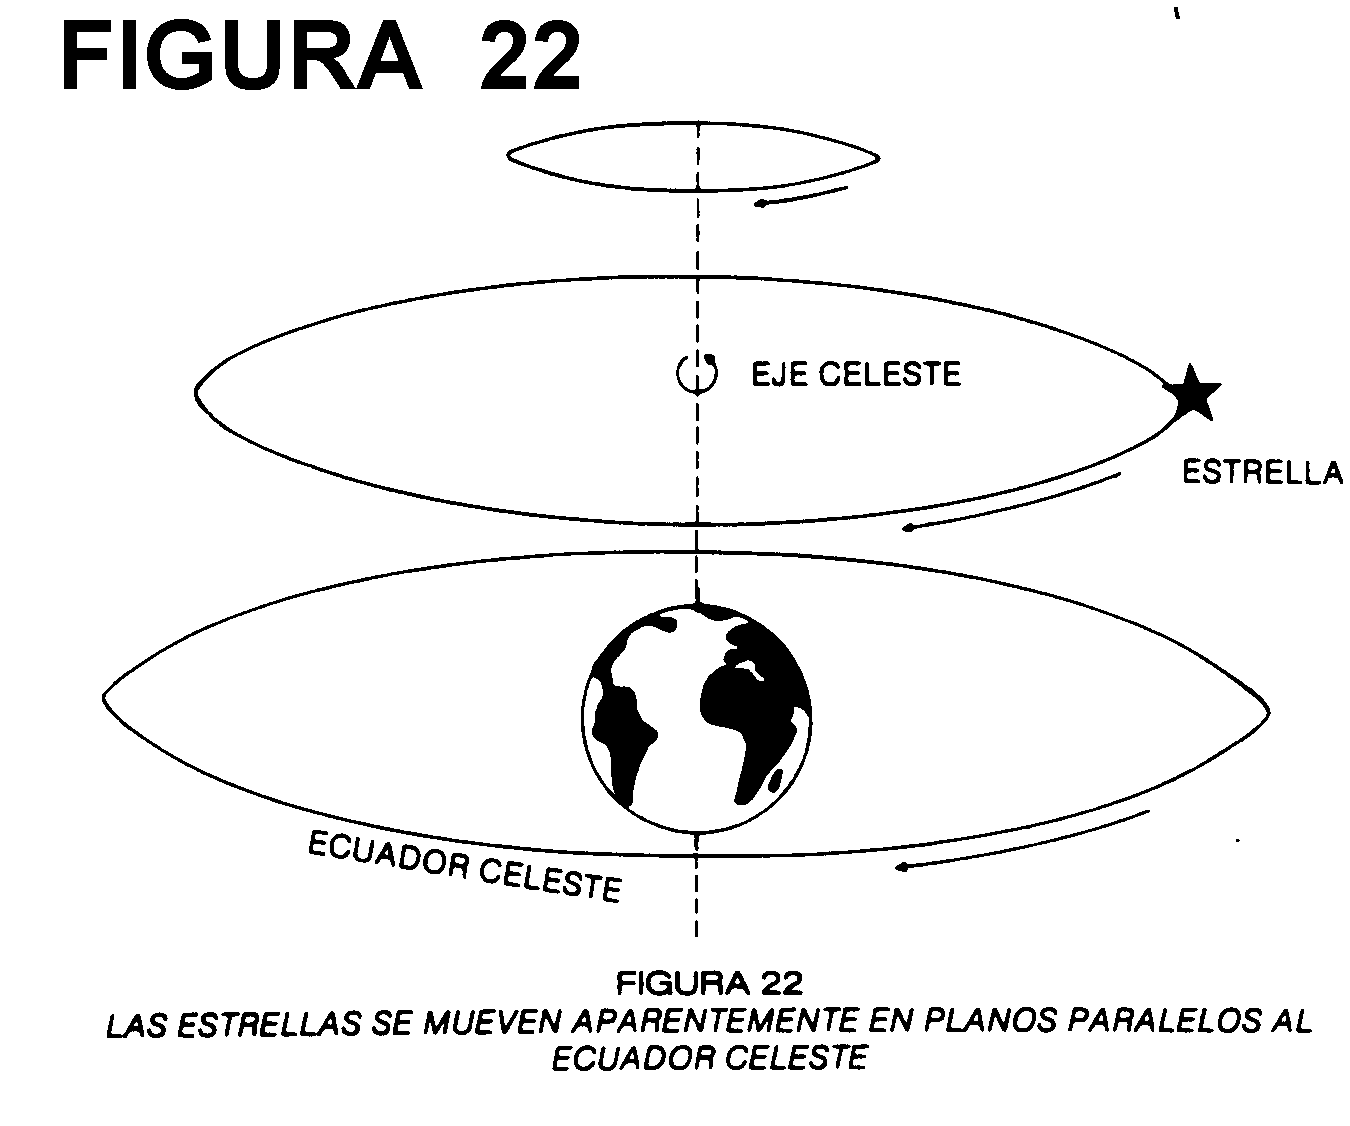 FIGURA 22
EJE CELESTE
ESTRELLA
ECUADOR CELESTE
FIGURA 22
LAS ESTRELLAS SE MUEVEN APARENTEMENTE EN PLANOS PARALELOS AL
ECUADOR CELESTE